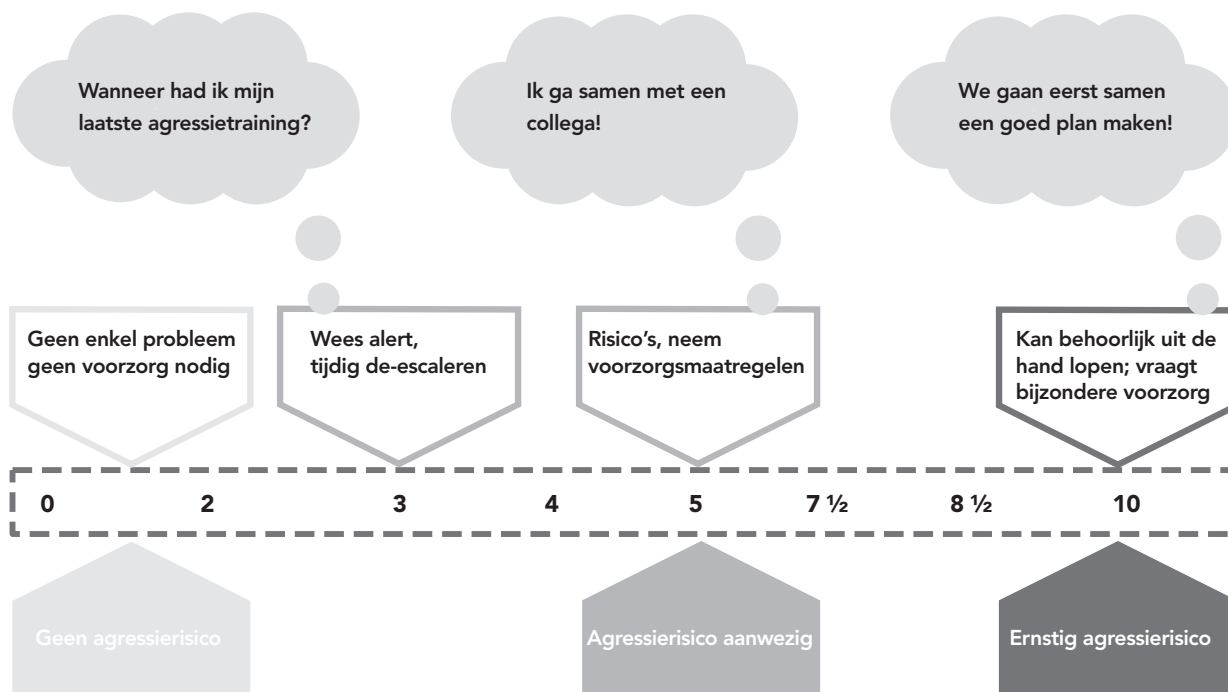 Wanneer had ik mijn
laatste agressietraining?
Ik ga samen met een
collega!
We gaan eerst samen
een goed plan maken!
Geen enkel probleem
geen voorzorg nodig
Wees alert,
tijdig de-escaleren
Risico's, neem
voorzorgsmaatregelen
Kan behoorlijk uit de
hand lopen; vraagt
bijzondere voorzorg
0 2 3 4 5 7 ½ 8 ½ 10
Geen agressierisico
Agressierisico aanwezig
Ernstig agressierisico